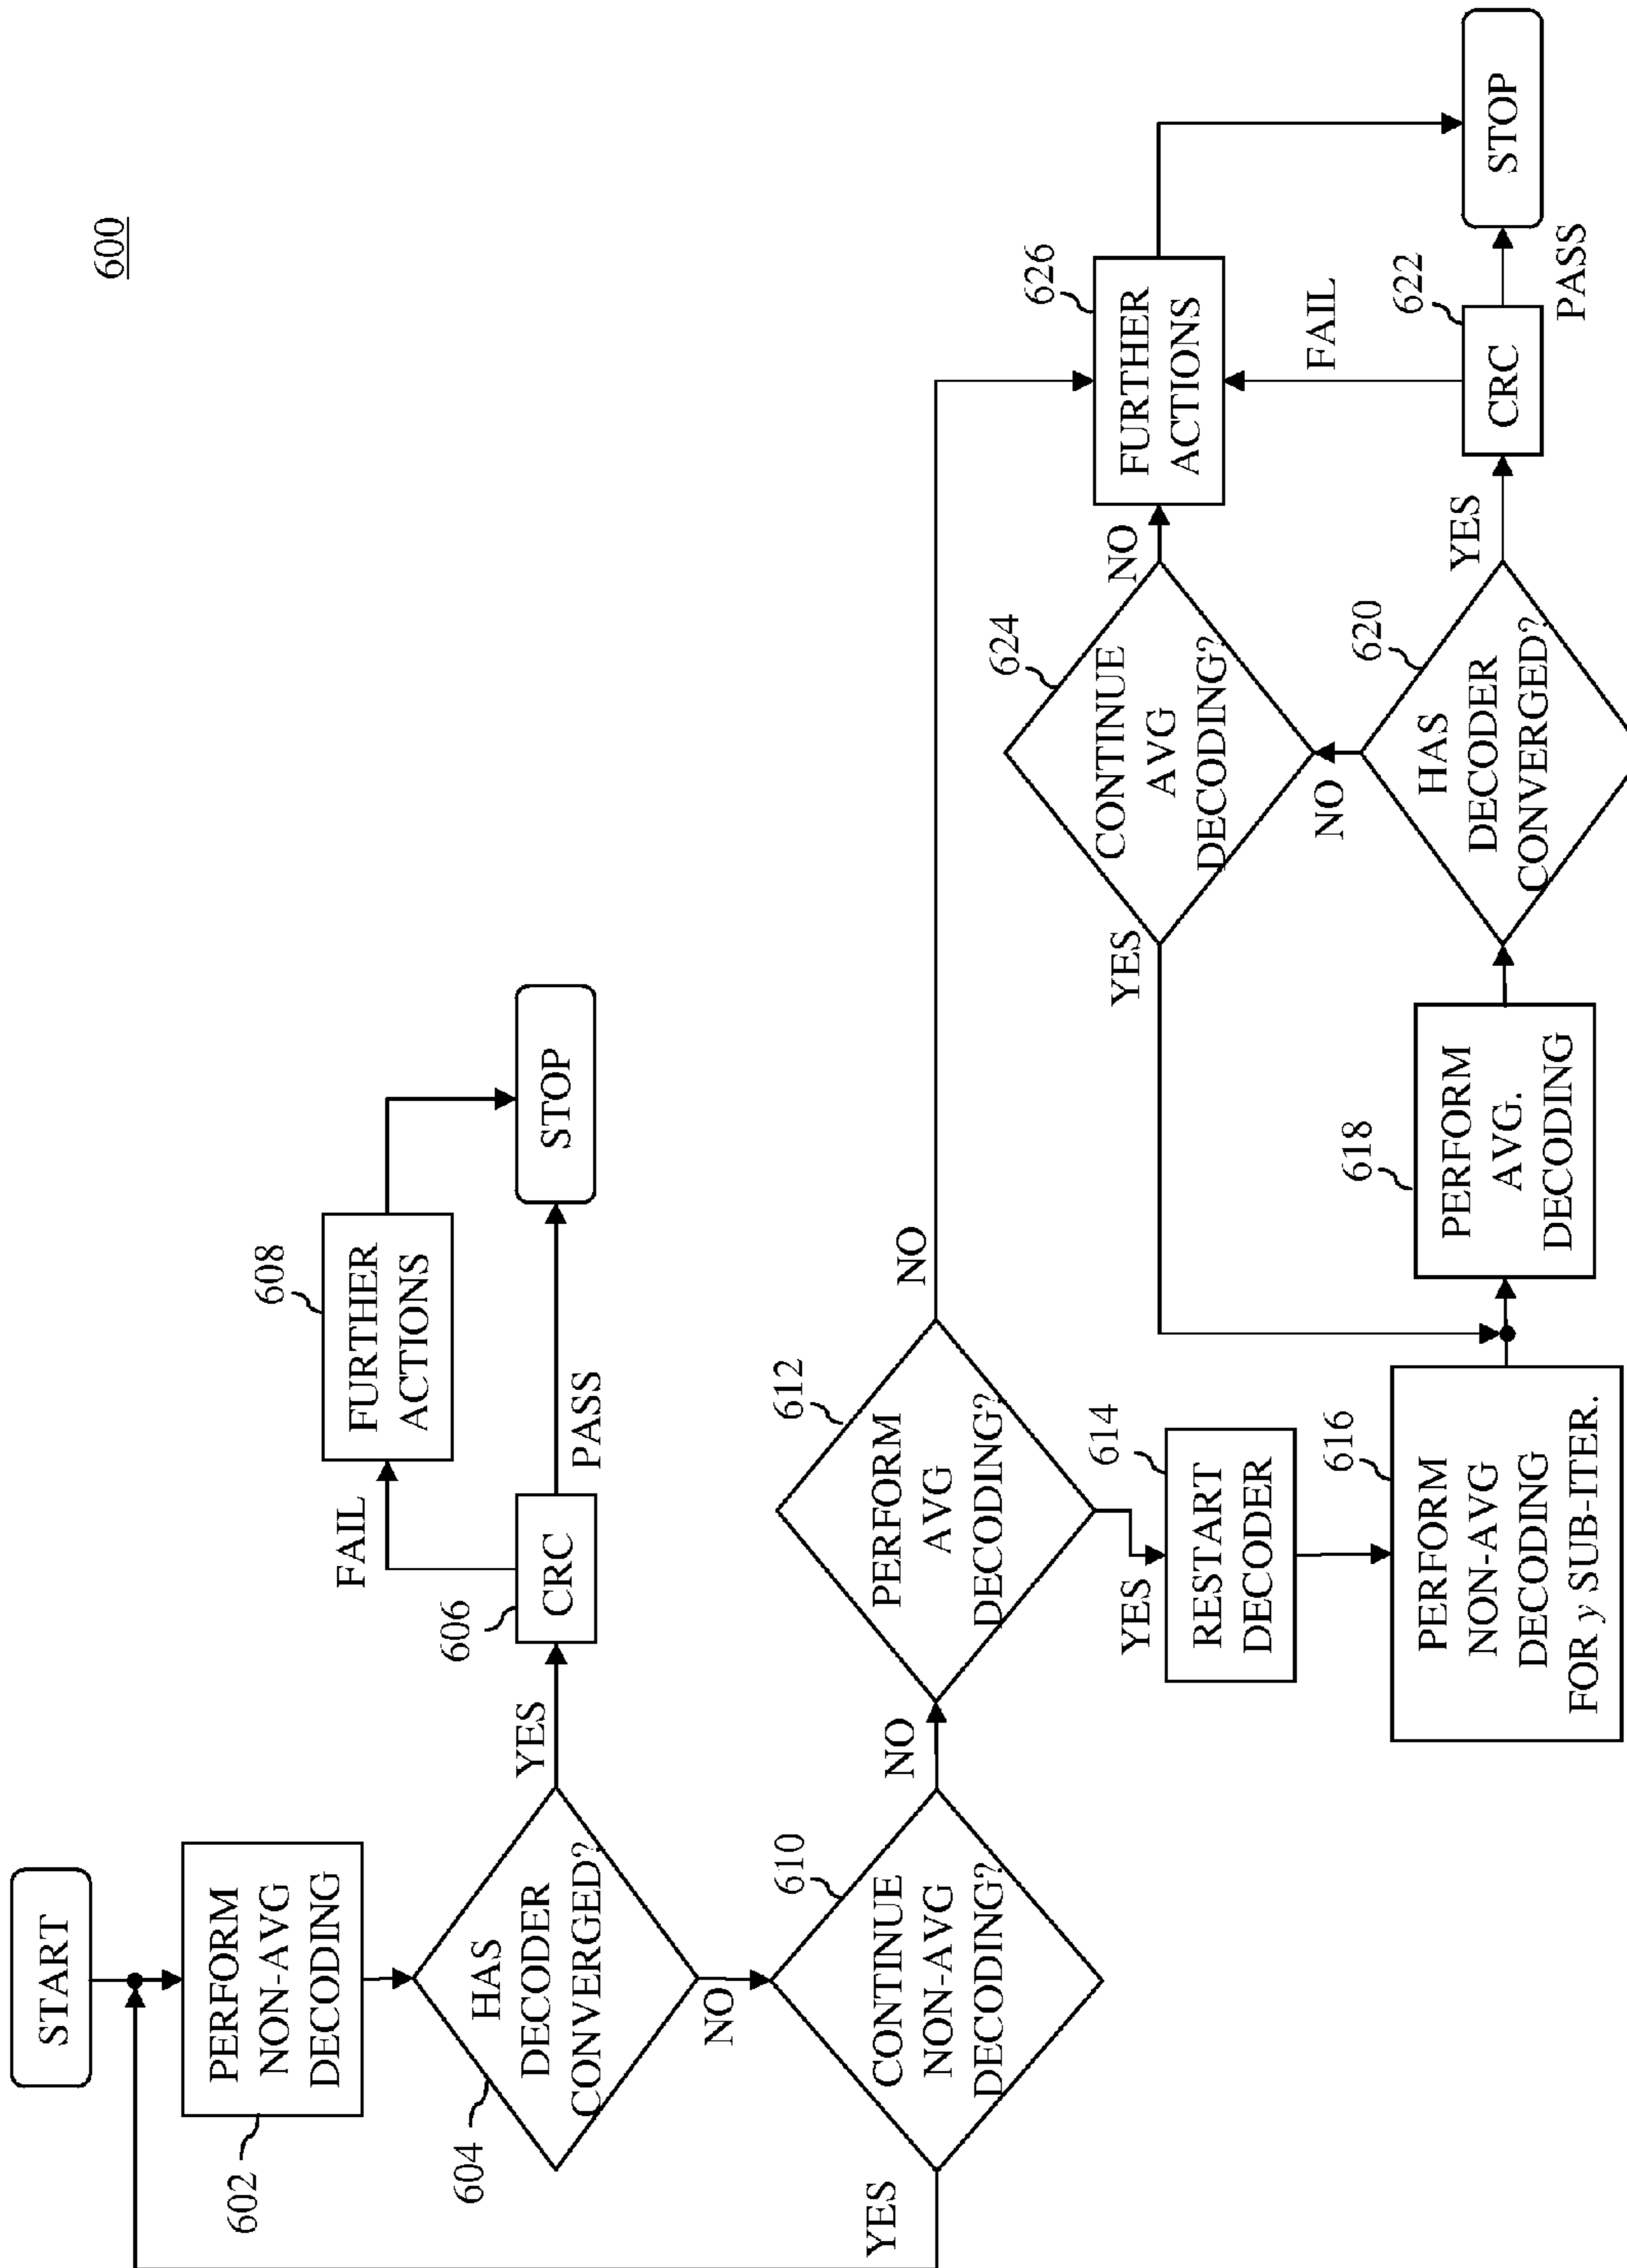 600
START
602
PERFORM
NON-AVG
DECODING
604
HAS
DECODER
CONVERGED?
YES
606
CRC
FAIL
608
FURTHER
ACTIONS
PASS
STOP
NO
610
CONTINUE
NON-AVG
DECODING?
YES
NO
612
PERFORM
AVG
DECODING?
NO
YES
614
RESTART
DECODER
616
PERFORM
NON-AVG
DECODING
FOR y SUB-ITER.
618
PERFORM
AVG.
DECODING
620
HAS
DECODER
CONVERGED?
NO
YES
624
CONTINUE
AVG
DECODING?
YES
NO
626
FURTHER
ACTIONS
FAIL
622
CRC
PASS
STOP